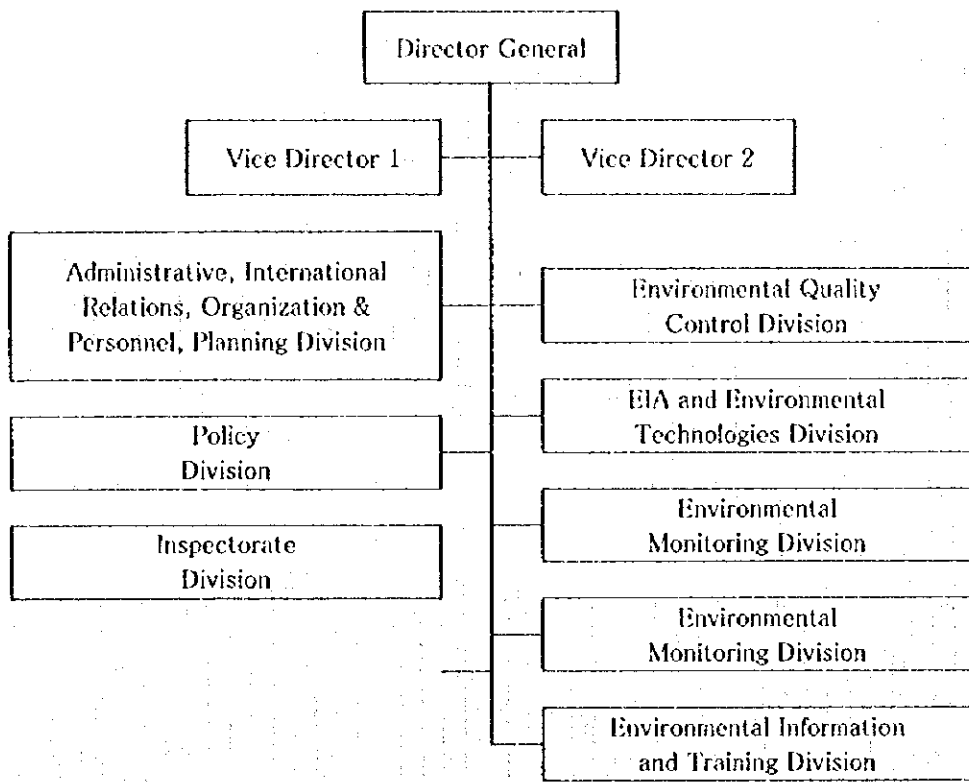 Director General
Vice Director 1
Vice Director 2
Administrative, International
Relations, Organization &
Personnel, Planning Division
Policy
Division
Inspectorate
Division
Environmental Quality
Control Division
EIA and Environmental
Technologies Division
Environmental
Monitoring Division
Environmental
Monitoring Division
Environmental Information
and Training Division